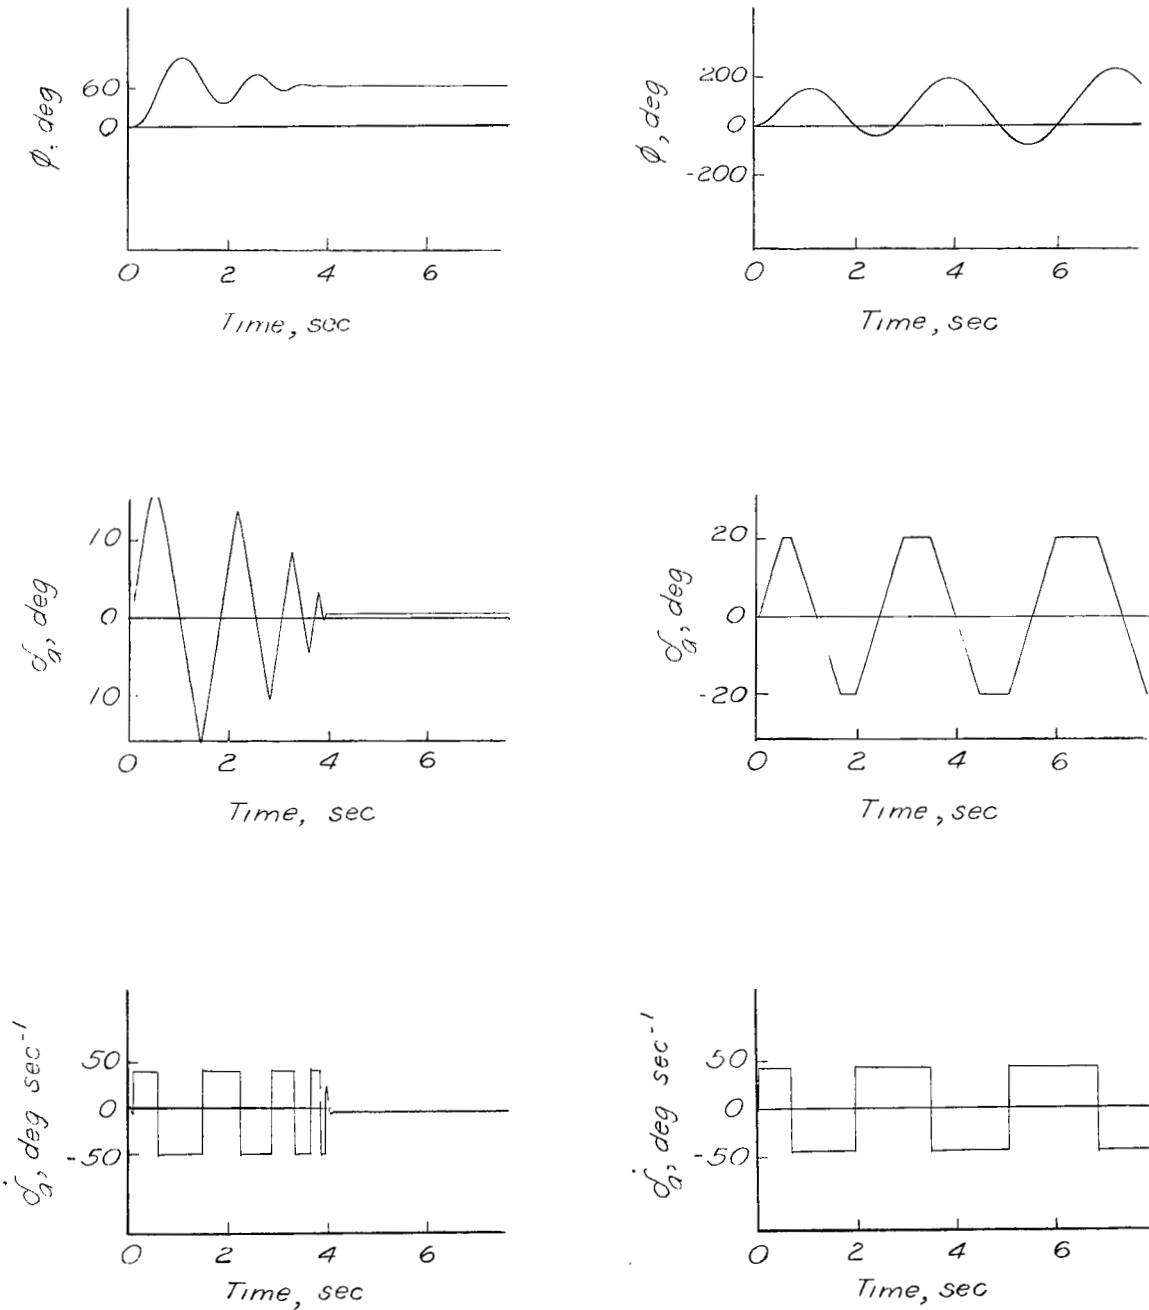 φ, deg
60
0
0 2 4 6
Time, sec
φ, deg
200
0
-200
0 2 4 6
Time, sec
δa, deg
10
0
10
0 2 4 6
Time, sec
δa, deg
20
0
-20
0 2 4 6
Time, sec
δ̇a, deg sec⁻¹
50
0
-50
0 2 4 6
Time, sec
δ̇a, deg sec⁻¹
50
0
-50
0 2 4 6
Time, sec